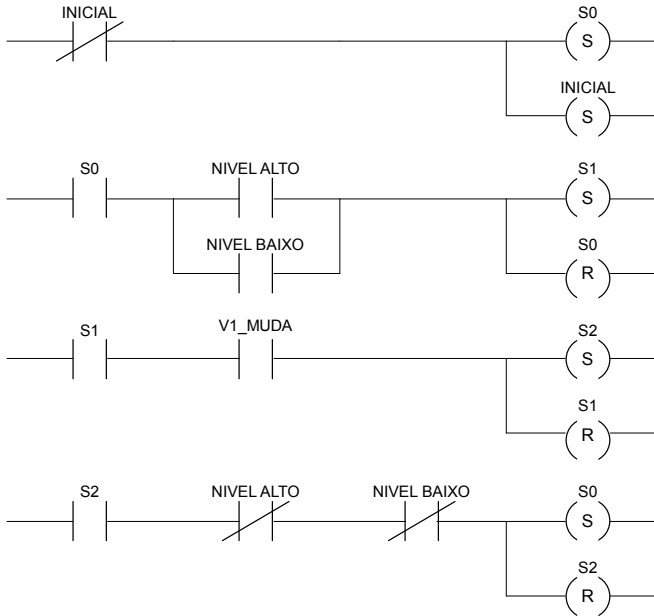 INICIAL
S0
S
INICIAL
S
S0
NIVEL ALTO
S1
S
NIVEL BAIXO
S0
R
S1
V1_MUDA
S2
S
S1
R
S2
NIVEL ALTO
NIVEL BAIXO
S0
S
S2
R